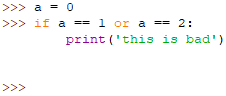 >>> a = 0
>>> if a == 1 or a == 2:
        print('this is bad')
>>>